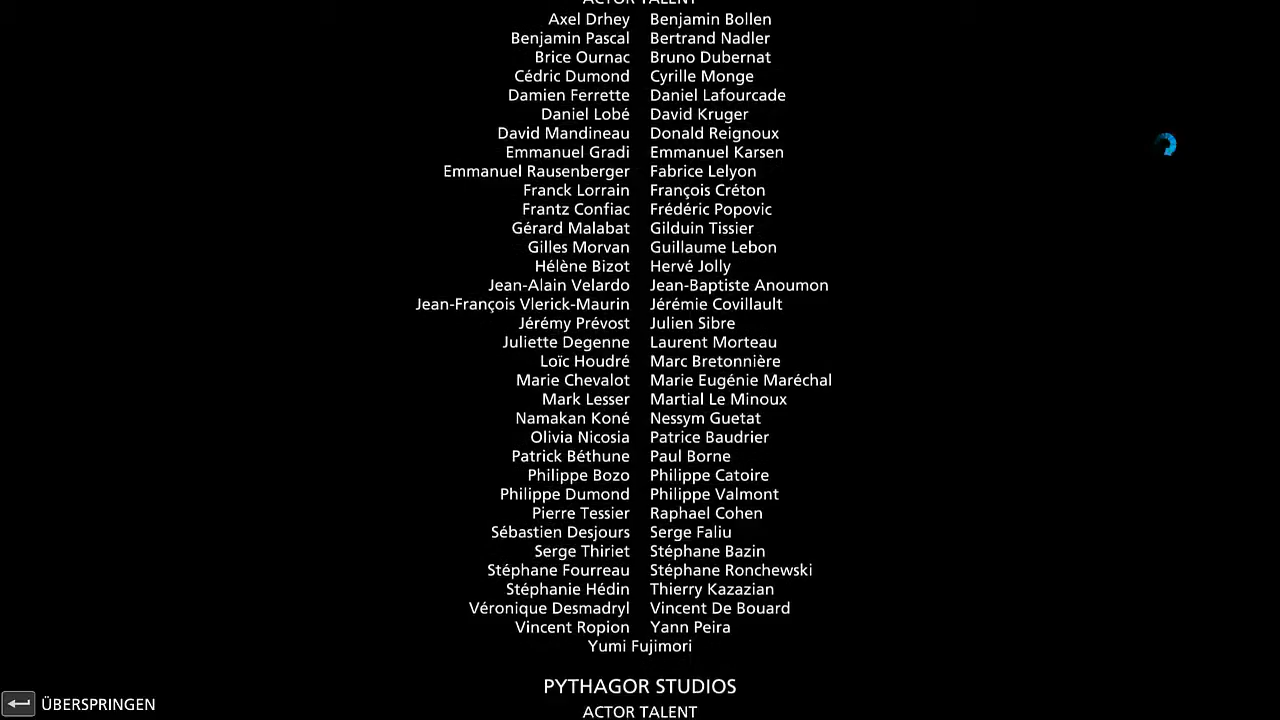 ACTOR TALENT
Axel Drhey Benjamin Bollen
Benjamin Pascal Bertrand Nadler
Brice Ournac Bruno Dubernat
Cédric Dumond Cyrille Monge
Damien Ferrette Daniel Lafourcade
Daniel Lobé David Kruger
David Mandineau Donald Reignoux
Emmanuel Gradi Emmanuel Karsen
Emmanuel Rausenberger Fabrice Lelyon
Franck Lorrain François Créton
Frantz Confiac Frédéric Popovic
Gérard Malabat Gilduin Tissier
Gilles Morvan Guillaume Lebon
Hélène Bizot Hervé Jolly
Jean-Alain Velardo Jean-Baptiste Anoumon
Jean-François Vlerick-Maurin Jérémie Covillault
Jérémy Prévost Julien Sibre
Juliette Degenne Laurent Morteau
Loïc Houdré Marc Bretonnière
Marie Chevalot Marie Eugénie Maréchal
Mark Lesser Martial Le Minoux
Namakan Koné Nessym Guetat
Olivia Nicosia Patrice Baudrier
Patrick Béthune Paul Borne
Philippe Bozo Philippe Catoire
Philippe Dumond Philippe Valmont
Pierre Tessier Raphael Cohen
Sébastien Desjours Serge Faliu
Serge Thiriet Stéphane Bazin
Stéphane Fourreau Stéphane Ronchewski
Stéphanie Hédin Thierry Kazazian
Véronique Desmadryl Vincent De Bouard
Vincent Ropion Yann Peira
Yumi Fujimori
PYTHAGOR STUDIOS
ACTOR TALENT
ÜBERSPRINGEN